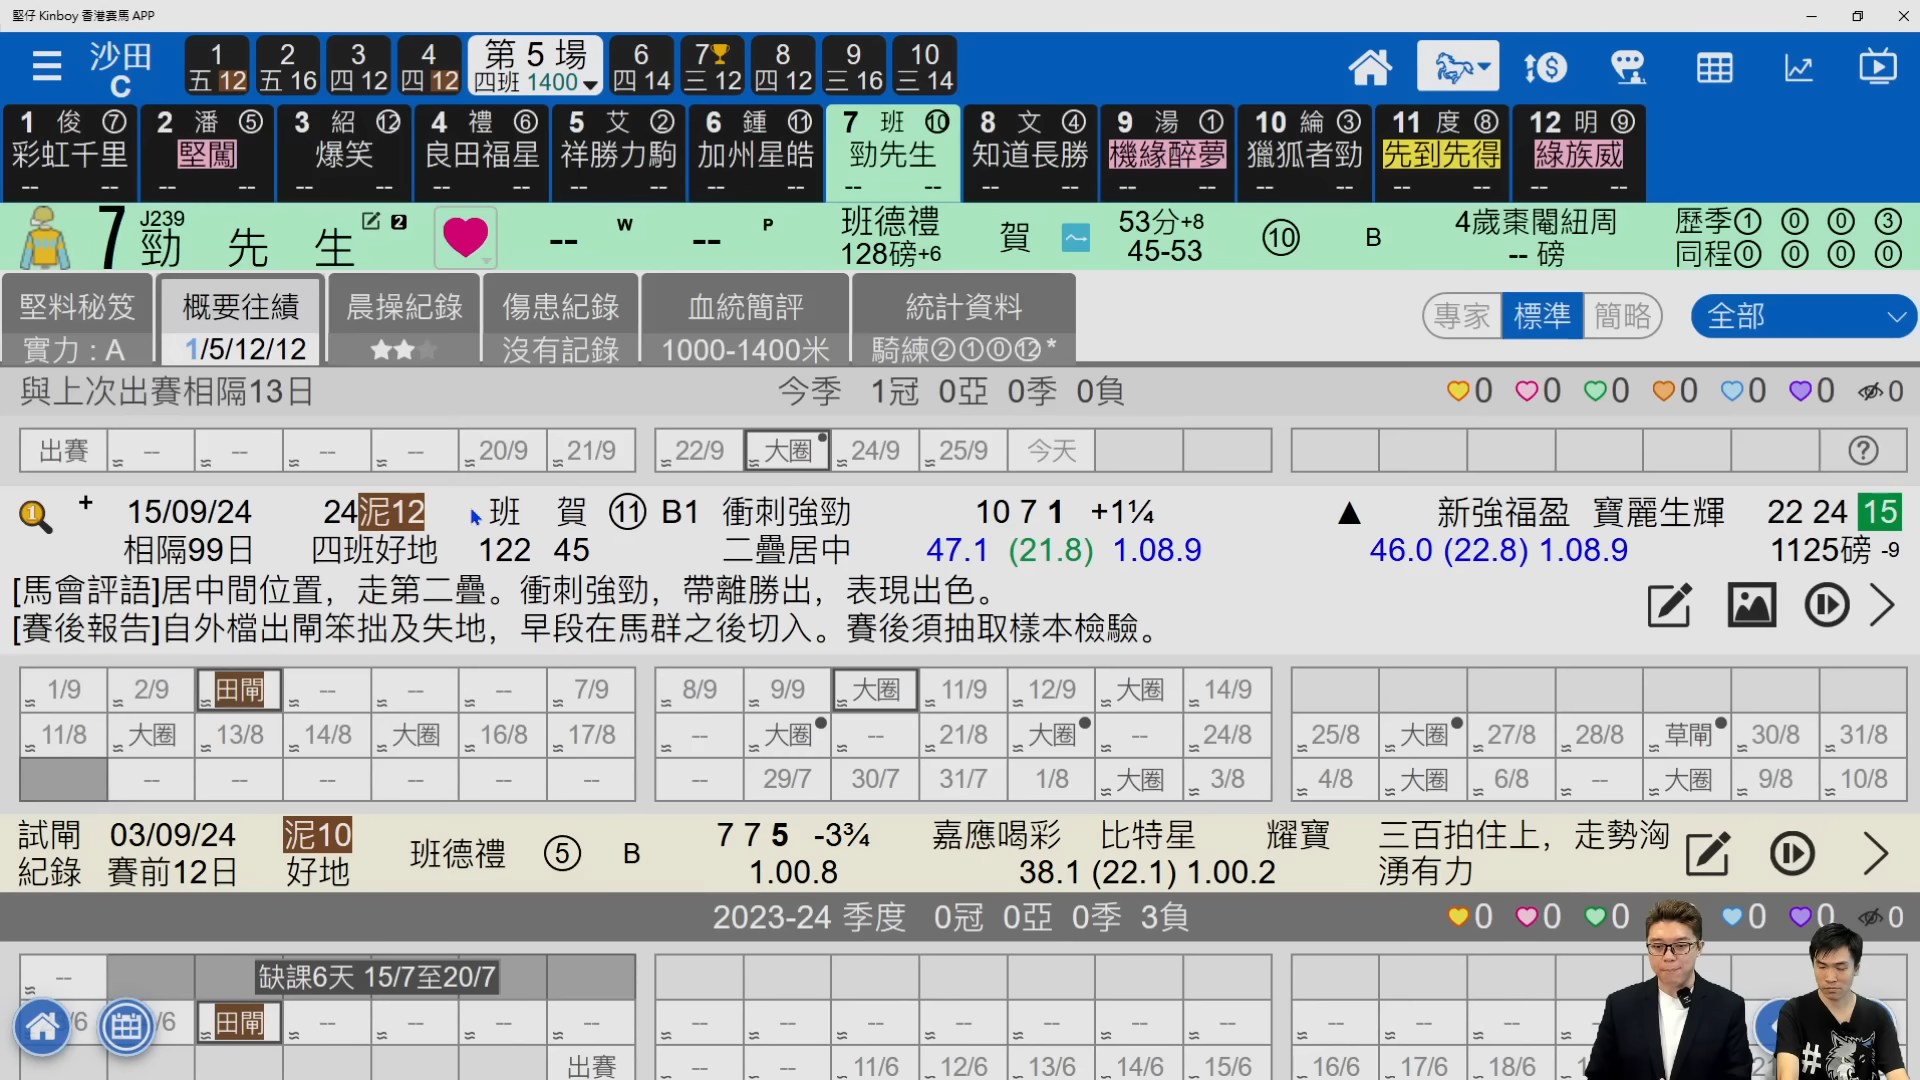 堅仔 Kinboy 香港賽馬 APP
沙田 C
1 五 12
2 五 16
3 四 12
4 四 12
第 5 場 四班 1400
6 四 14
7 三 12
8 四 12
9 三 16
10 三 14
1 俊 ⑦ 彩虹千里 -- --
2 潘 ⑤ 堅闖 -- --
3 紹 ⑫ 爆笑 -- --
4 禮 ⑥ 良田福星 -- --
5 艾 ② 祥勝力駒 -- --
6 鍾 ⑪ 加州星皓 -- --
7 班 ⑩ 勁先生 -- --
8 文 ④ 知道長勝 -- --
9 湯 ① 機緣醉夢 -- --
10 綸 ③ 獵狐者勁 -- --
11 度 ⑧ 先到先得 -- --
12 明 ⑨ 綠族威 -- --
7 J239 勁先生 2 -- W -- P 班德禮 賀 53分+8 ⑩ B 4歲棗閹紐周 歷季① ⓪ ⓪ ③
128磅+6 45-53 -- 磅 同程⓪ ⓪ ⓪ ⓪
堅料秘笈 概要往績 晨操紀錄 傷患紀錄 血統簡評 統計資料 專家 標準 簡略 全部
實力 : A 1/5/12/12 ★★★ 沒有記錄 1000-1400米 騎練②①⓪⑫*
與上次出賽相隔13日 今季 1冠 0亞 0季 0負 0 0 0 0 0 0 0
出賽 -- -- -- -- 20/9 21/9 22/9 大圈 24/9 25/9 今天 ?
1 + 15/09/24 24泥12 班 賀 ⑪ B1 衝刺強勁 10 7 1 +1¼ ▲ 新強福盈 寶麗生輝 22 24 15
相隔99日 四班好地 122 45 二疊居中 47.1 (21.8) 1.08.9 46.0 (22.8) 1.08.9 1125磅 -9
[馬會評語]居中間位置，走第二疊。衝刺強勁，帶離勝出，表現出色。
[賽後報告]自外檔出閘笨拙及失地，早段在馬群之後切入。賽後須抽取樣本檢驗。
1/9 2/9 田閘 -- -- -- 7/9 8/9 9/9 大圈 11/9 12/9 大圈 14/9
11/8 大圈 13/8 14/8 大圈 16/8 17/8 -- 大圈 -- 21/8 大圈 -- 24/8 25/8 大圈 27/8 28/8 草閘 30/8 31/8
-- -- -- -- -- -- -- 29/7 30/7 31/7 1/8 大圈 3/8 4/8 大圈 6/8 -- 大圈 9/8 10/8
試閘 03/09/24 泥10 班德禮 ⑤ B 7 7 5 -3¾ 嘉應喝彩 比特星 耀寶 三百拍住上，走勢洶
紀錄 賽前12日 好地 1.00.8 38.1 (22.1) 1.00.2 湧有力
2023-24 季度 0冠 0亞 0季 3負 0 0 0 0 0 0
-- 缺課6天 15/7至20/7
/6 /6 田閘 -- -- -- -- -- -- -- -- -- -- -- -- -- --
出賽 -- -- 11/6 12/6 13/6 14/6 15/6 16/6 17/6 18/6
#